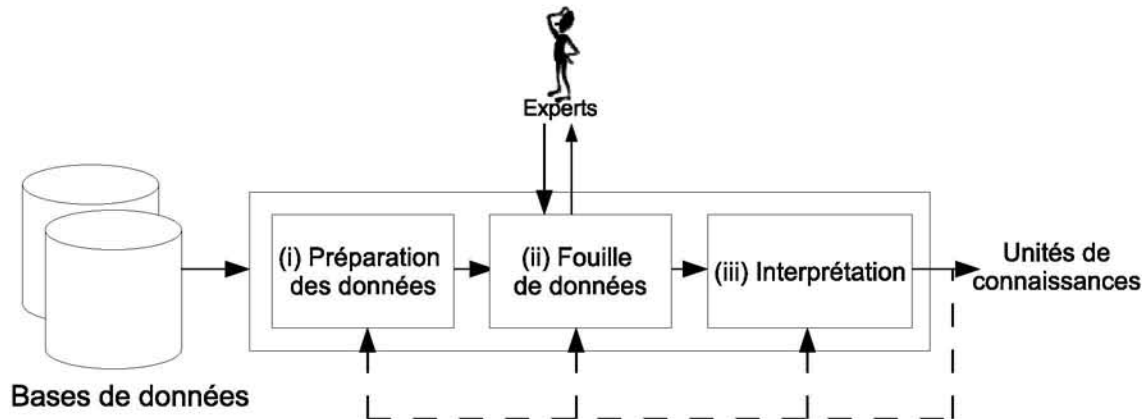 Experts
(i) Préparation
des données
(ii) Fouille
de données
(iii) Interprétation
Unités de
connaissances
Bases de données